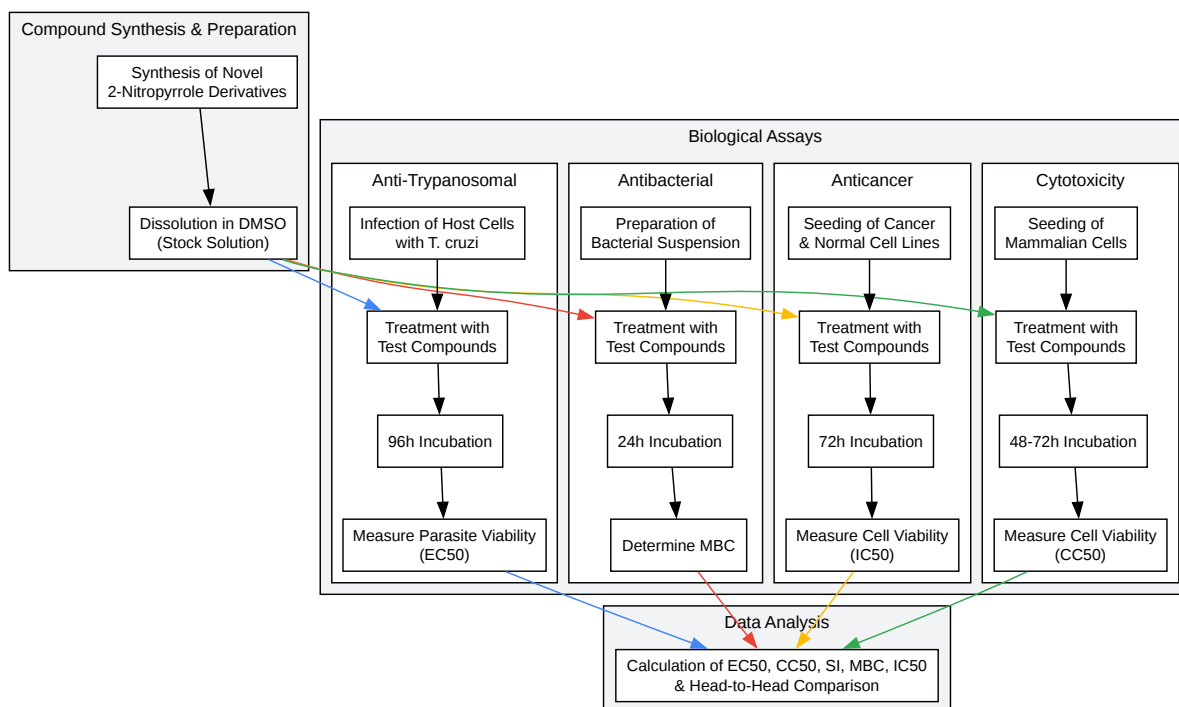 Compound Synthesis & Preparation
Synthesis of Novel
2-Nitropyrrole Derivatives
Dissolution in DMSO
(Stock Solution)
Biological Assays
Anti-Trypanosomal
Infection of Host Cells
with T. cruzi
Treatment with
Test Compounds
96h Incubation
Measure Parasite Viability
(EC50)
Antibacterial
Preparation of
Bacterial Suspension
Treatment with
Test Compounds
24h Incubation
Determine MBC
Anticancer
Seeding of Cancer
& Normal Cell Lines
Treatment with
Test Compounds
72h Incubation
Measure Cell Viability
(IC50)
Cytotoxicity
Seeding of
Mammalian Cells
Treatment with
Test Compounds
48-72h Incubation
Measure Cell Viability
(CC50)
Data Analysis
Calculation of EC50, CC50, SI, MBC, IC50
& Head-to-Head Comparison